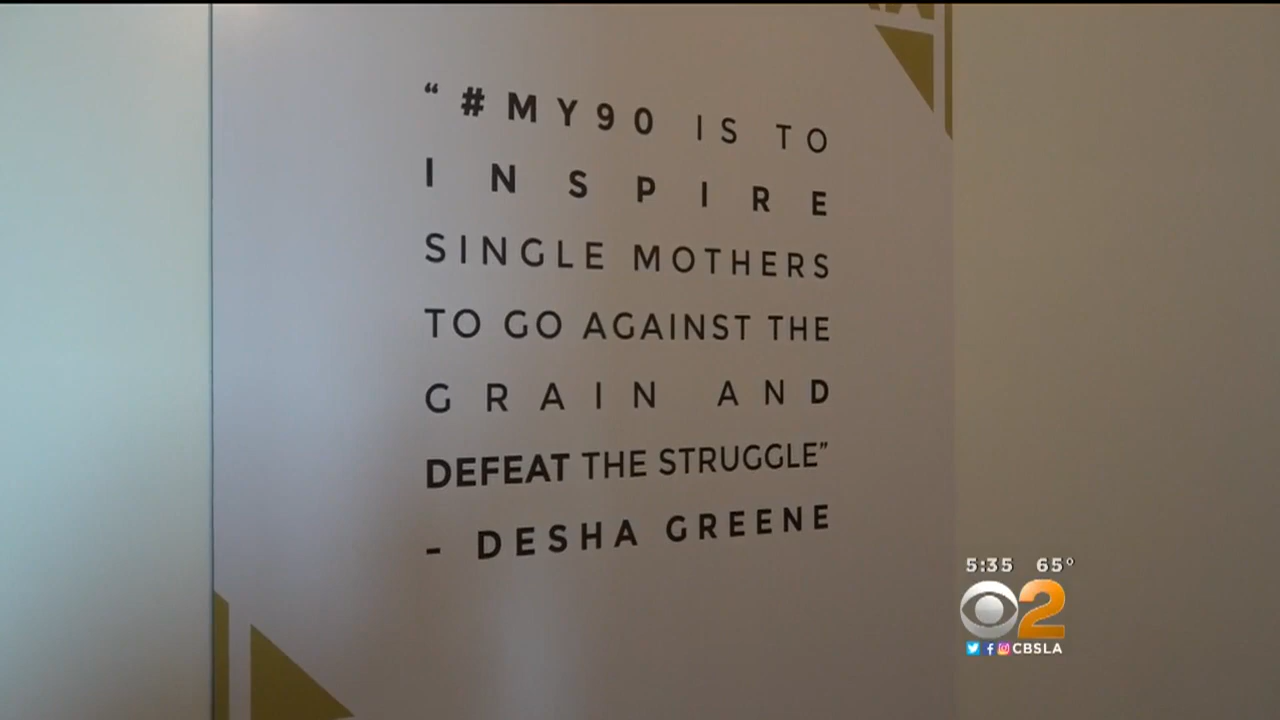 “#MY90 IS TO
INSPIRE
SINGLE MOTHERS
TO GO AGAINST THE
GRAIN AND
DEFEAT THE STRUGGLE”
- DESHA GREENE
5:35 65°
2
CBSLA